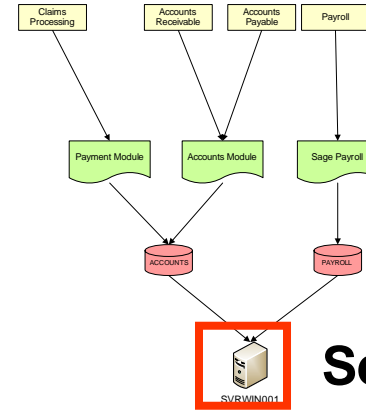 Claims
Processing
Accounts
Receivable
Accounts
Payable
Payroll
Payment Module
Accounts Module
Sage Payroll
ACCOUNTS
PAYROLL
SVRWIN001